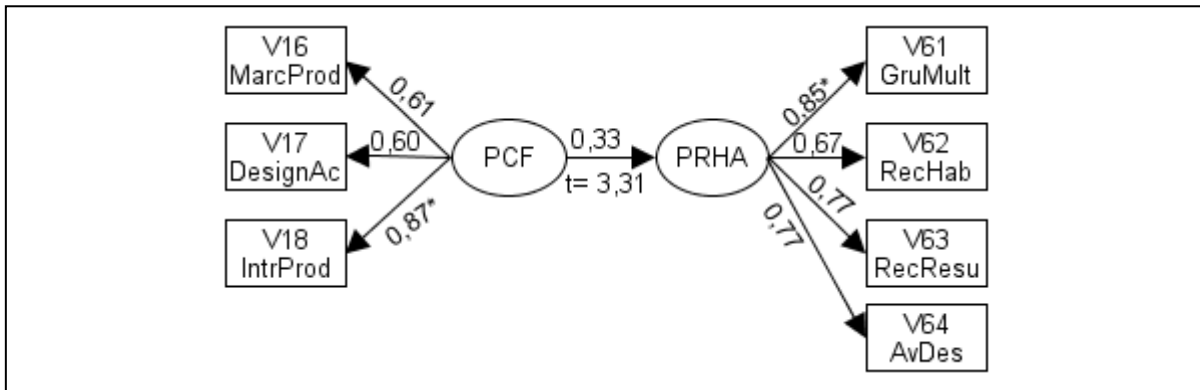 V16
MarcProd
0,61
V17
DesignAc
0,60
V18
IntrProd
0,87*
PCF
0,33
t= 3,31
PRHA
0,85*
V61
GruMult
0,67
V62
RecHab
0,77
V63
RecResu
0,77
V64
AvDes